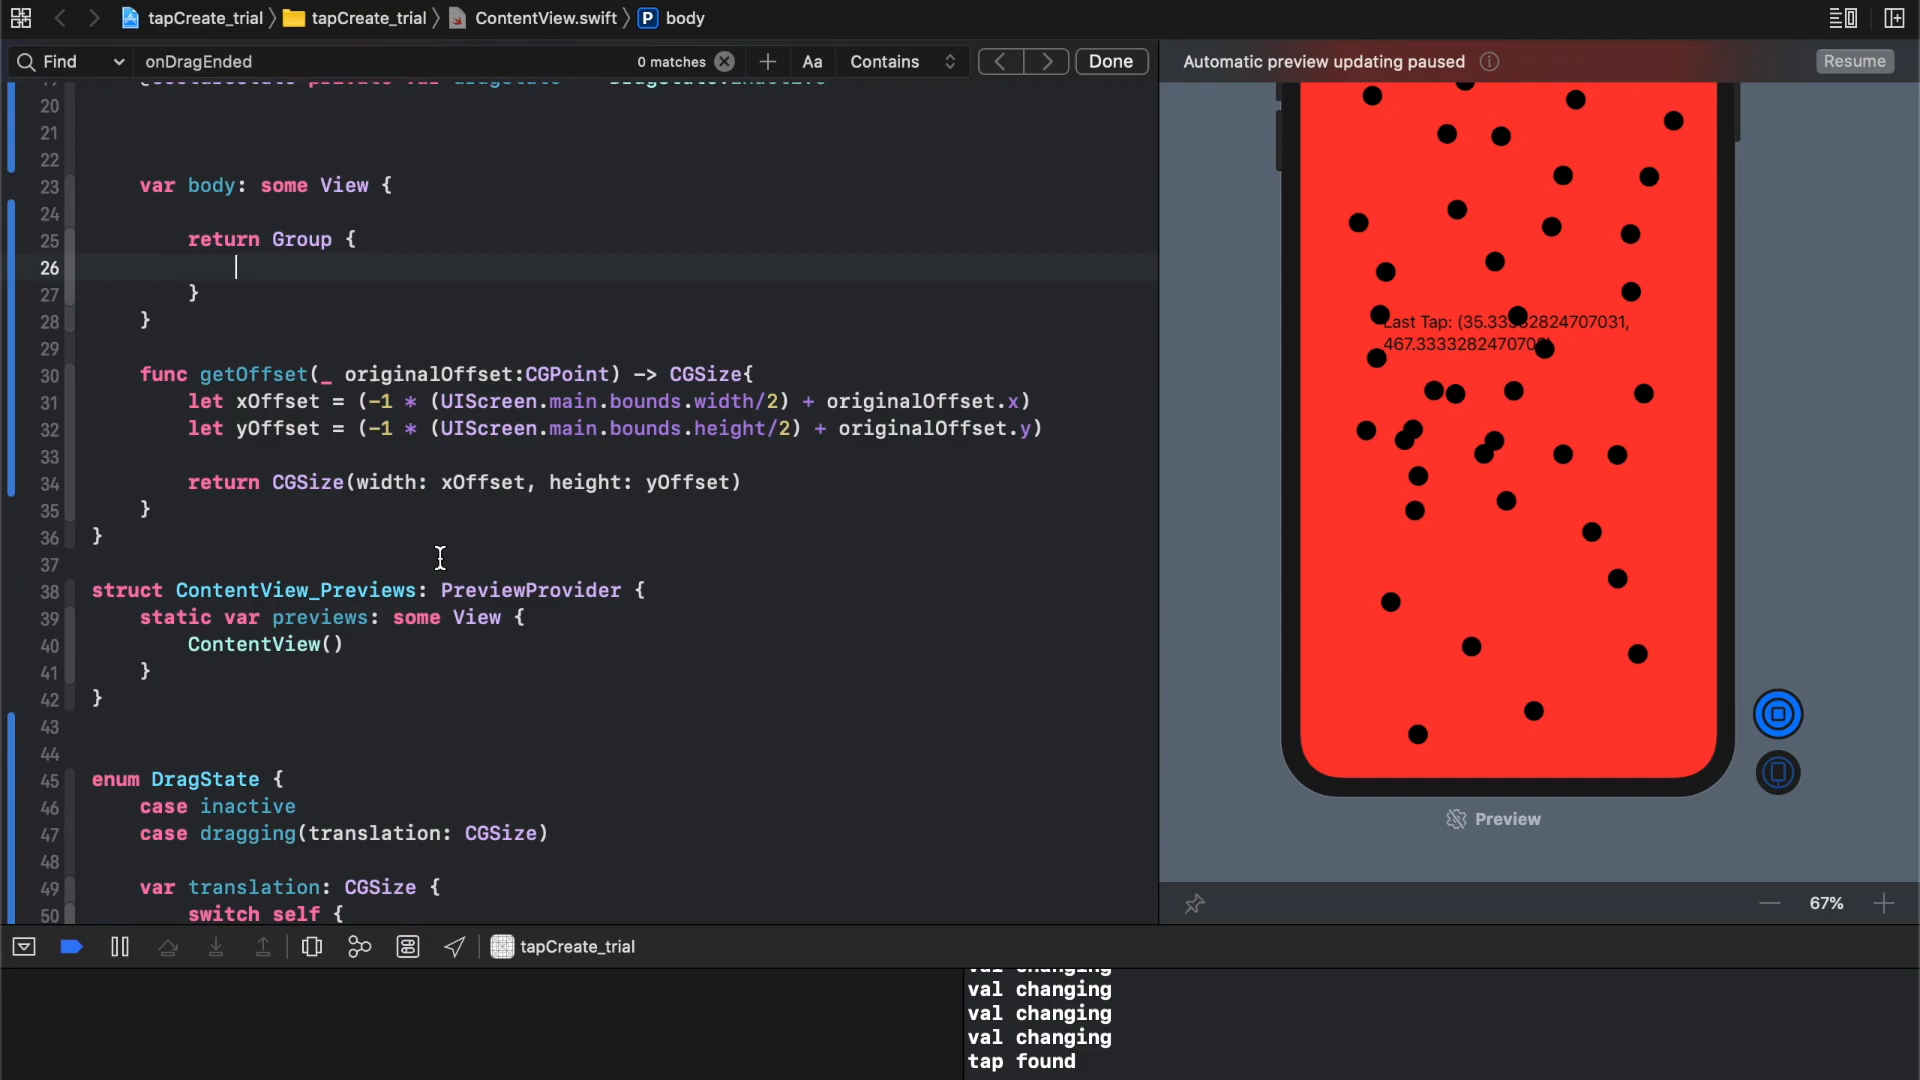 tapCreate_trial 〉 tapCreate_trial 〉 ContentView.swift 〉 P body
Find onDragEnded 0 matches Aa Contains Done
20
21
22
23 var body: some View {
24
25 return Group {
26
27 }
28 }
29
30 func getOffset(_ originalOffset:CGPoint) -> CGSize{
31 let xOffset = (-1 * (UIScreen.main.bounds.width/2) + originalOffset.x)
32 let yOffset = (-1 * (UIScreen.main.bounds.height/2) + originalOffset.y)
33
34 return CGSize(width: xOffset, height: yOffset)
35 }
36 }
37
38 struct ContentView_Previews: PreviewProvider {
39 static var previews: some View {
40 ContentView()
41 }
42 }
43
44
45 enum DragState {
46 case inactive
47 case dragging(translation: CGSize)
48
49 var translation: CGSize {
50 switch self {
Automatic preview updating paused Resume
Last Tap:
Preview
67%
tapCreate_trial
val changing
val changing
val changing
val changing
tap found